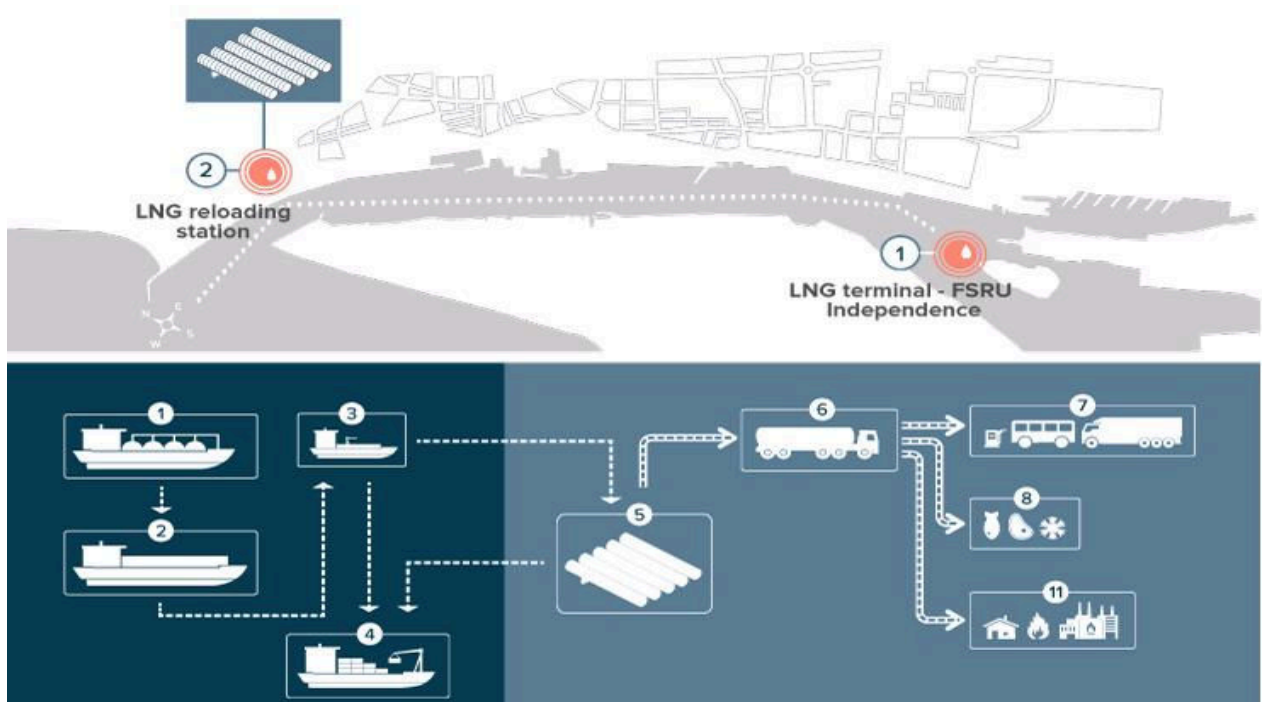 2
LNG reloading
station
1
LNG terminal - FSRU
Independence
N
E
S
W
1
3
6
7
2
5
8
4
11